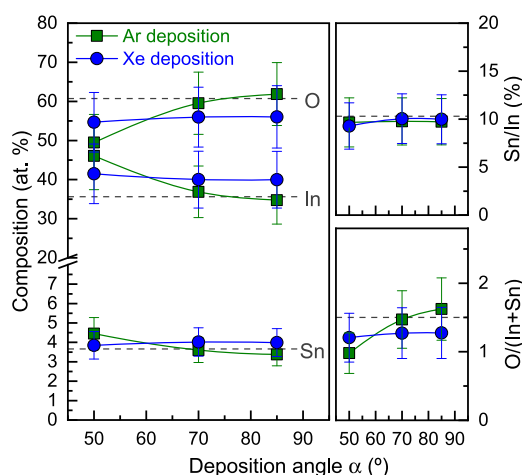 Ar deposition
Xe deposition
O
In
Sn
80
70
60
50
40
30
20
8
7
6
5
4
3
2
1
0
Composition (at. %)
50 60 70 80 90
20
15
10
5
0
Sn/In (%)
2
1
0
O/(In+Sn)
50 60 70 80 90
Deposition angle α (º)